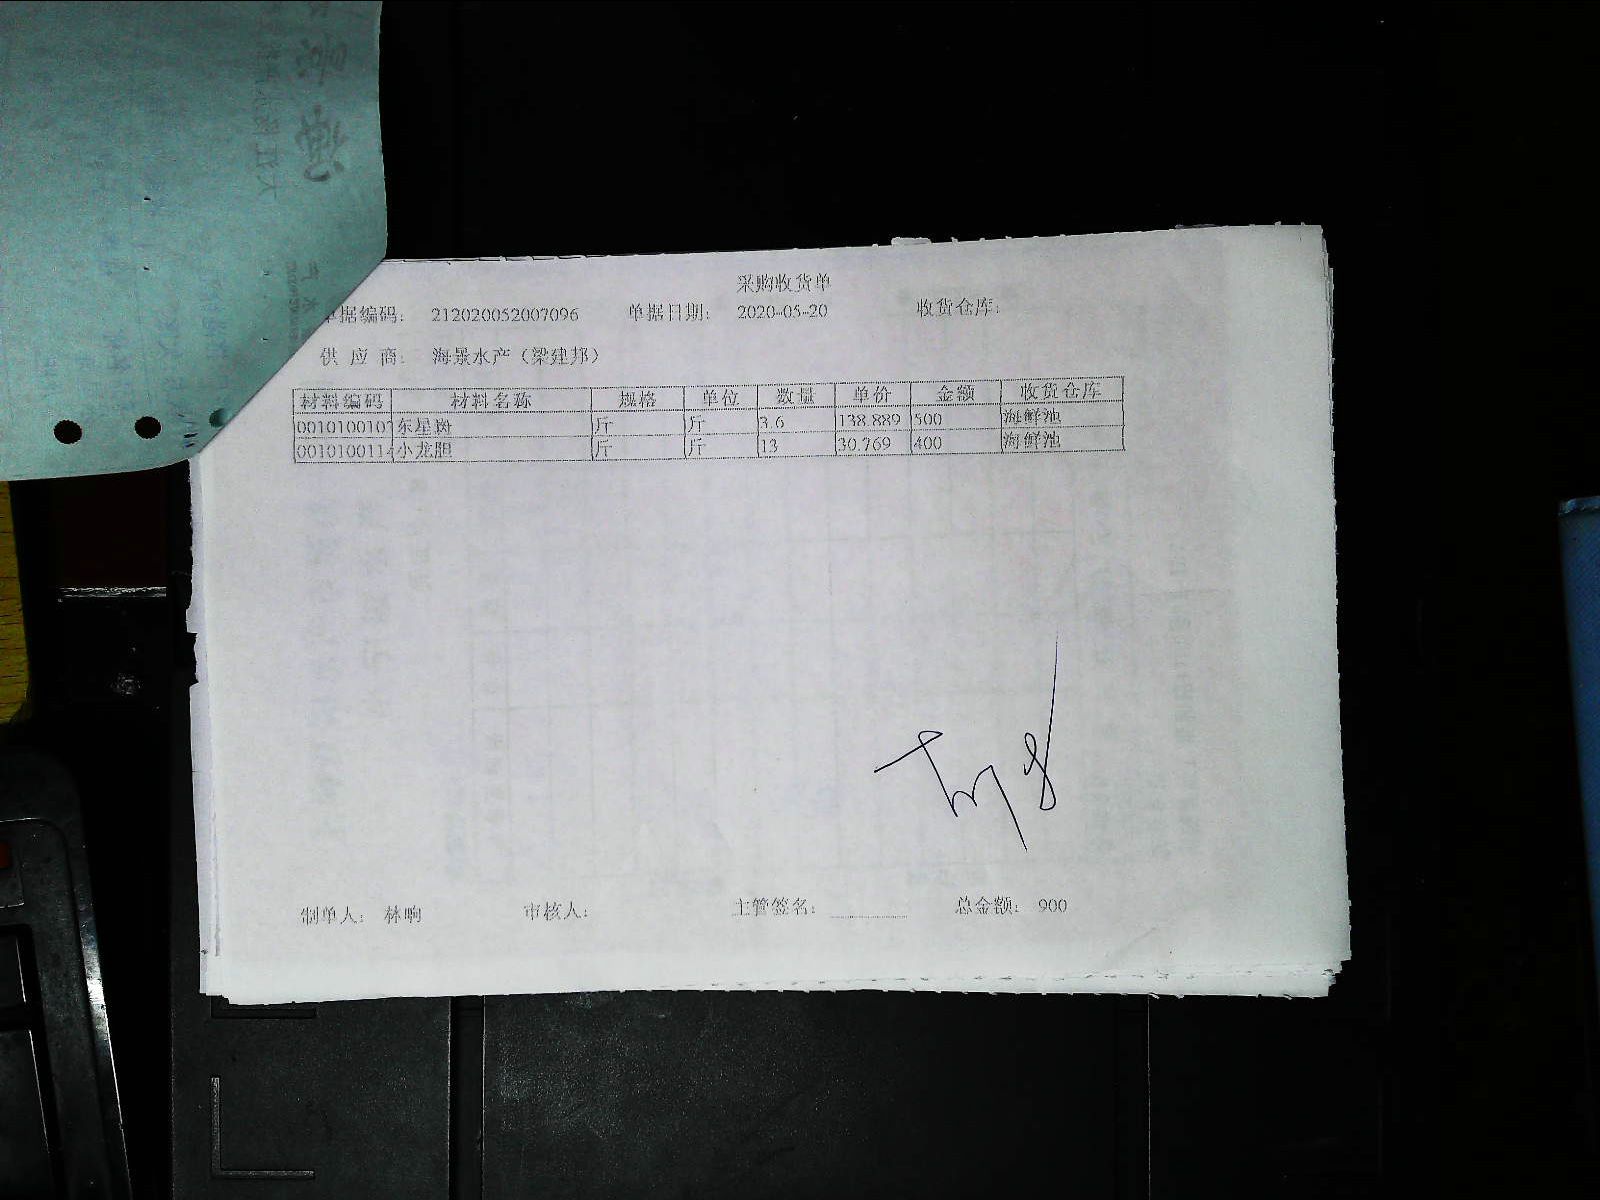 采购收货单
单据编码: 212020052007096 单据日期: 2020-05-20 收货仓库:
供 应 商: 海景水产(梁建邦)
材料编码 材料名称 规格 单位 数量 单价 金额 收货仓库
0010100107 东星斑 斤 斤 3.6 138.889 500 海鲜池
0010100114 小龙胆 斤 斤 13 30.769 400 海鲜池
制单人: 林响 审核人: 主管签名: 总金额: 900